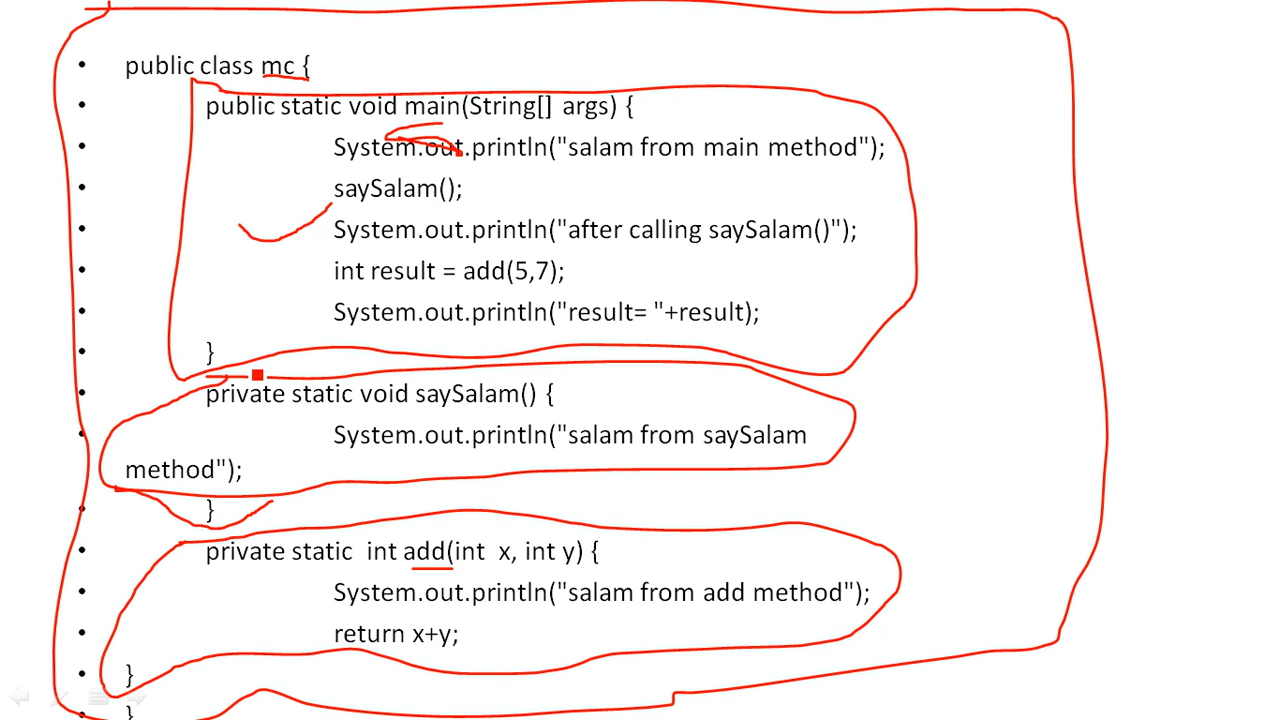 • public class mc {
• public static void main(String[] args) {
• System.out.println("salam from main method");
• saySalam();
• System.out.println("after calling saySalam()");
• int result = add(5,7);
• System.out.println("result= "+result);
• }
• private static void saySalam() {
• System.out.println("salam from saySalam
method");
• }
• private static  int add(int  x, int y) {
• System.out.println("salam from add method");
• return x+y;
• }
• }